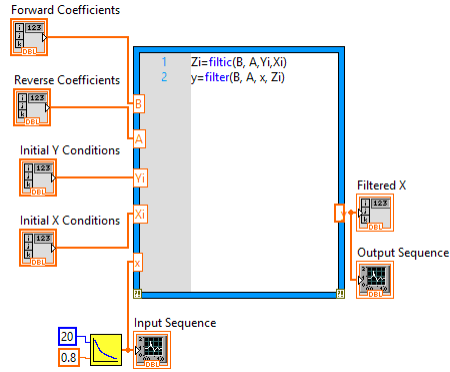 Forward Coefficients
123
DBL
Reverse Coefficients
123
DBL
Initial Y Conditions
123
DBL
Initial X Conditions
123
DBL
1 Zi=filtic(B, A,Yi,Xi)
2 y=filter(B, A, x, Zi)
B
A
Yi
Xi
x
y
Filtered X
123
DBL
Output Sequence
DBL
Input Sequence
DBL
20
0.8